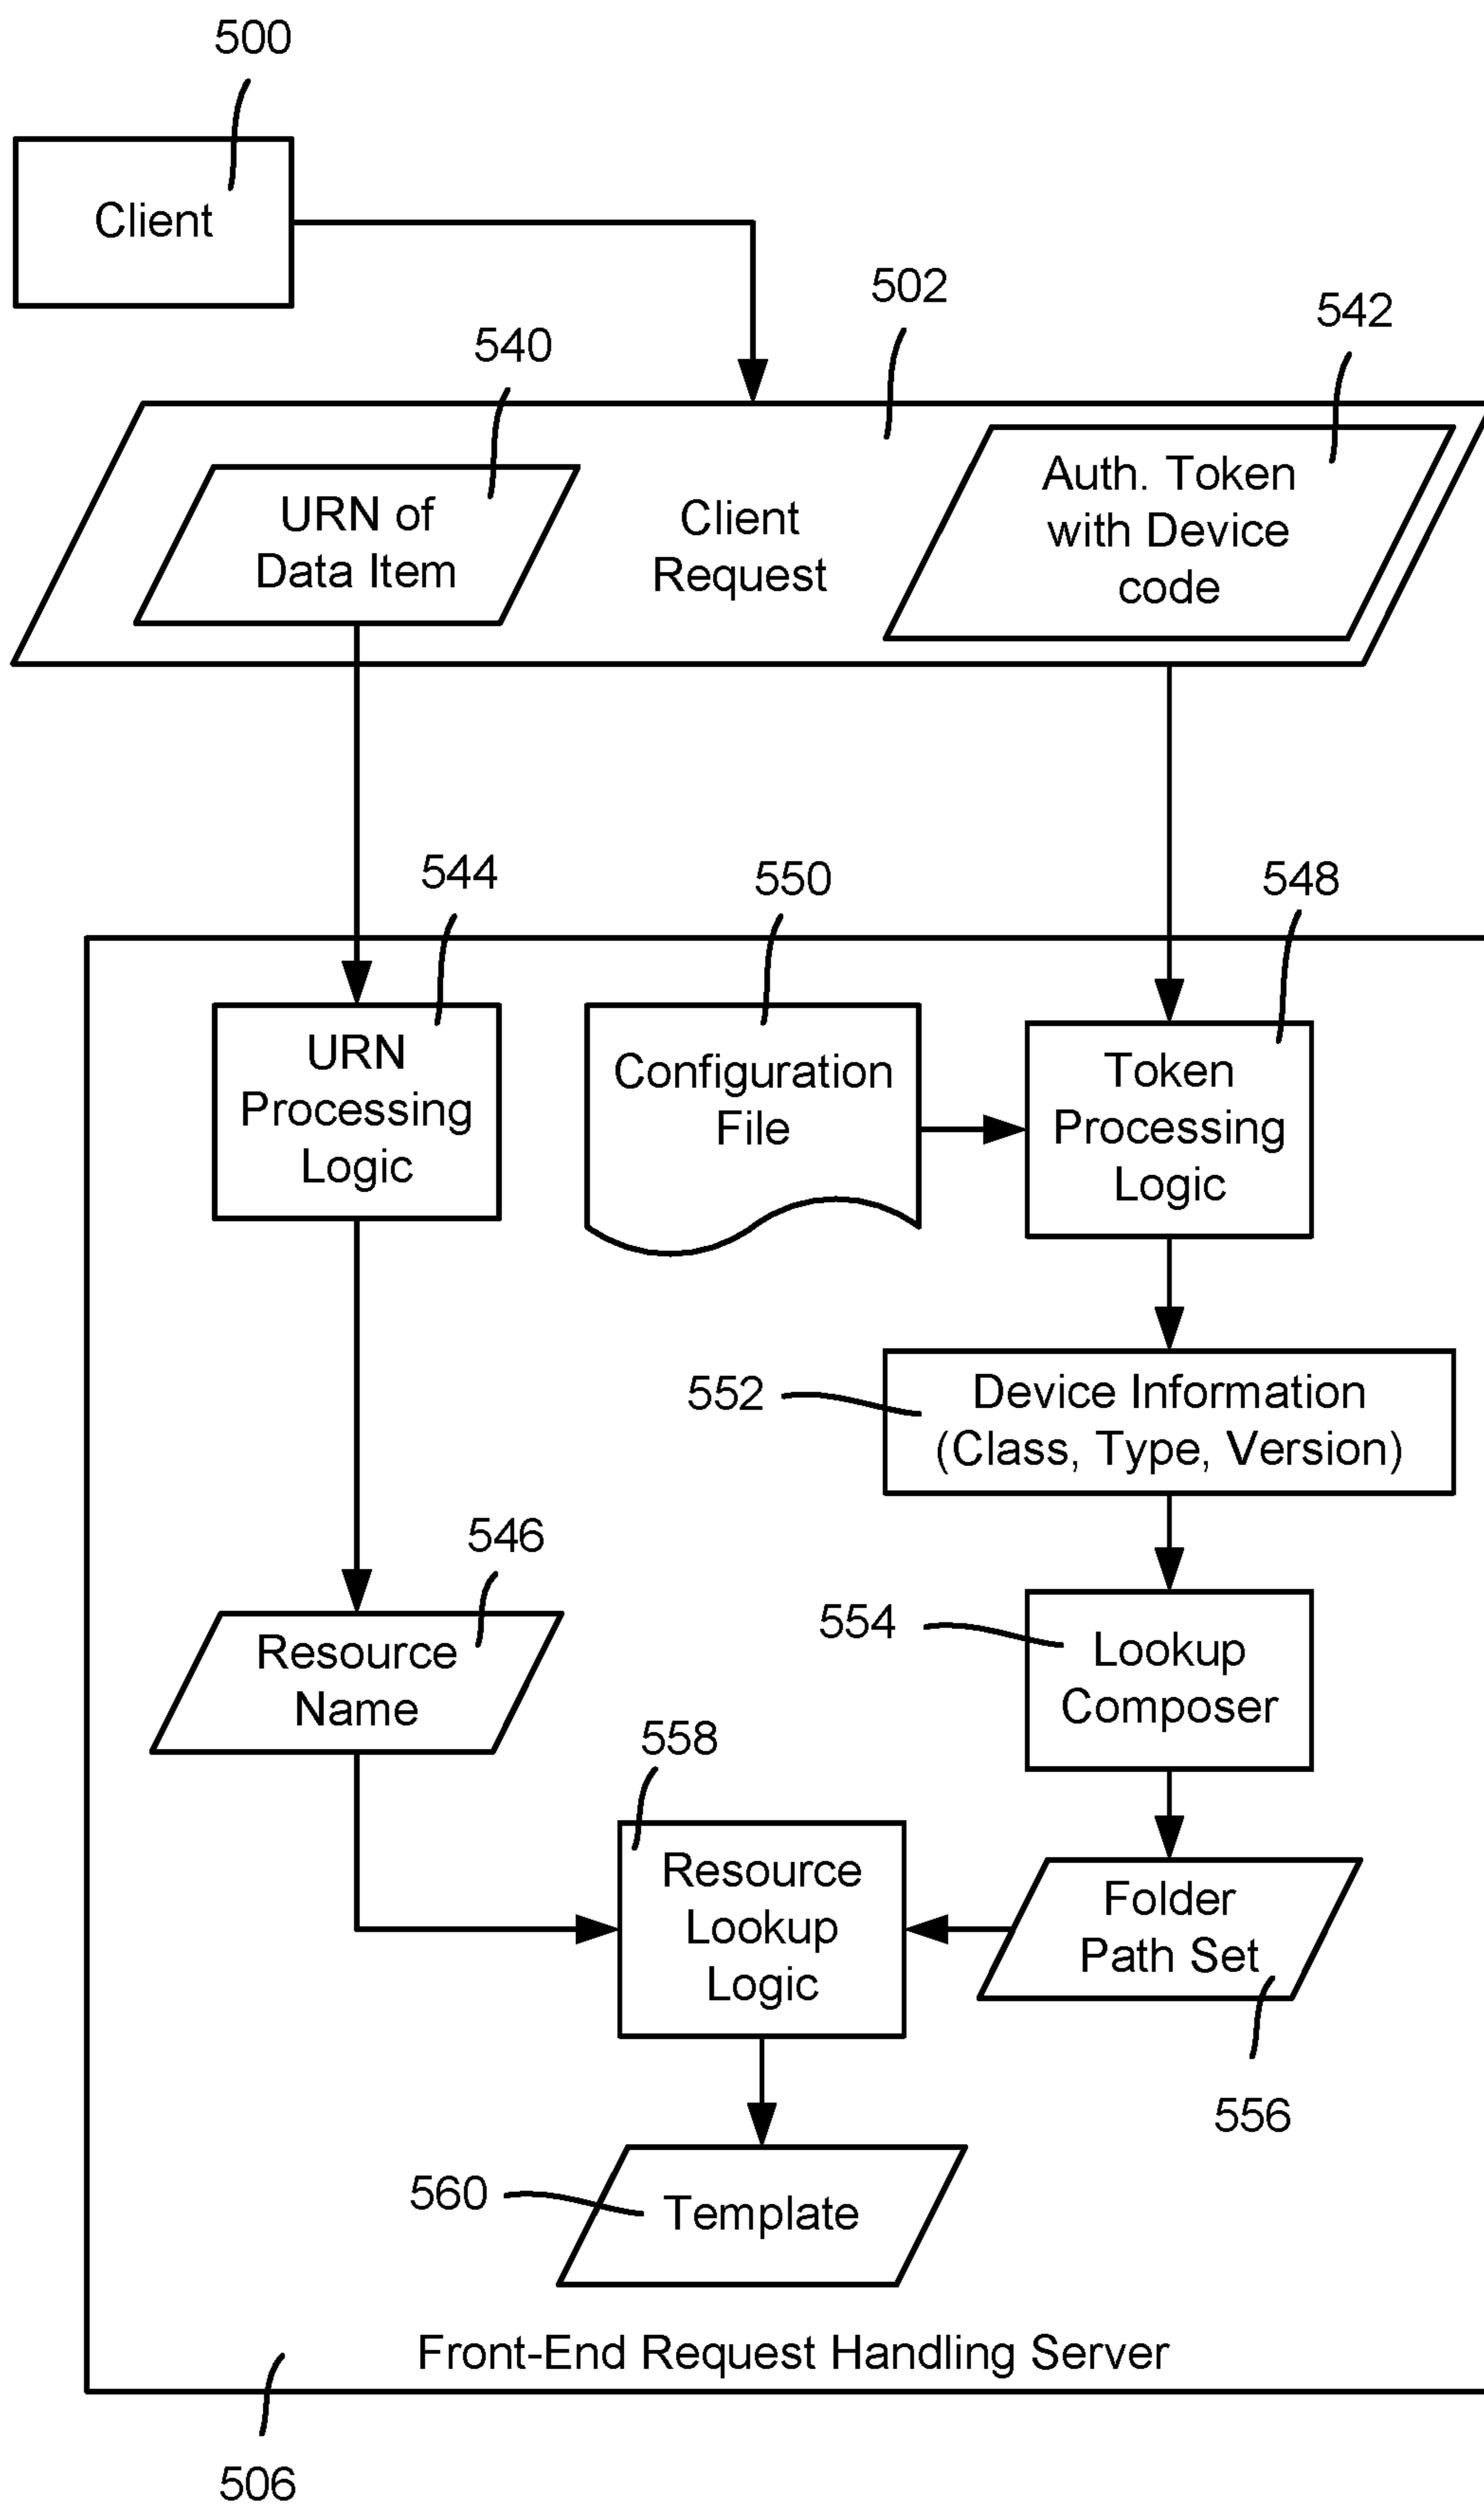 500
Client
502
542
540
URN of
Data Item
Client
Request
Auth. Token
with Device
code
544
550
548
URN
Processing
Logic
Configuration
File
Token
Processing
Logic
552
Device Information
(Class, Type, Version)
546
Resource
Name
554
Lookup
Composer
558
Resource
Lookup
Logic
Folder
Path Set
556
560
Template
Front-End Request Handling Server
506